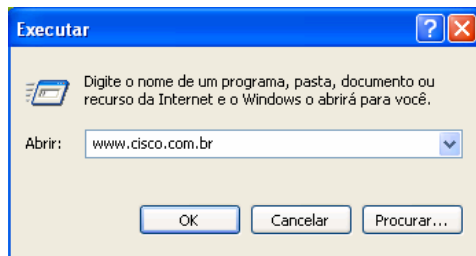 Executar
Digite o nome de um programa, pasta, documento ou
recurso da Internet e o Windows o abrirá para você.
Abrir: www.cisco.com.br
OK Cancelar Procurar...